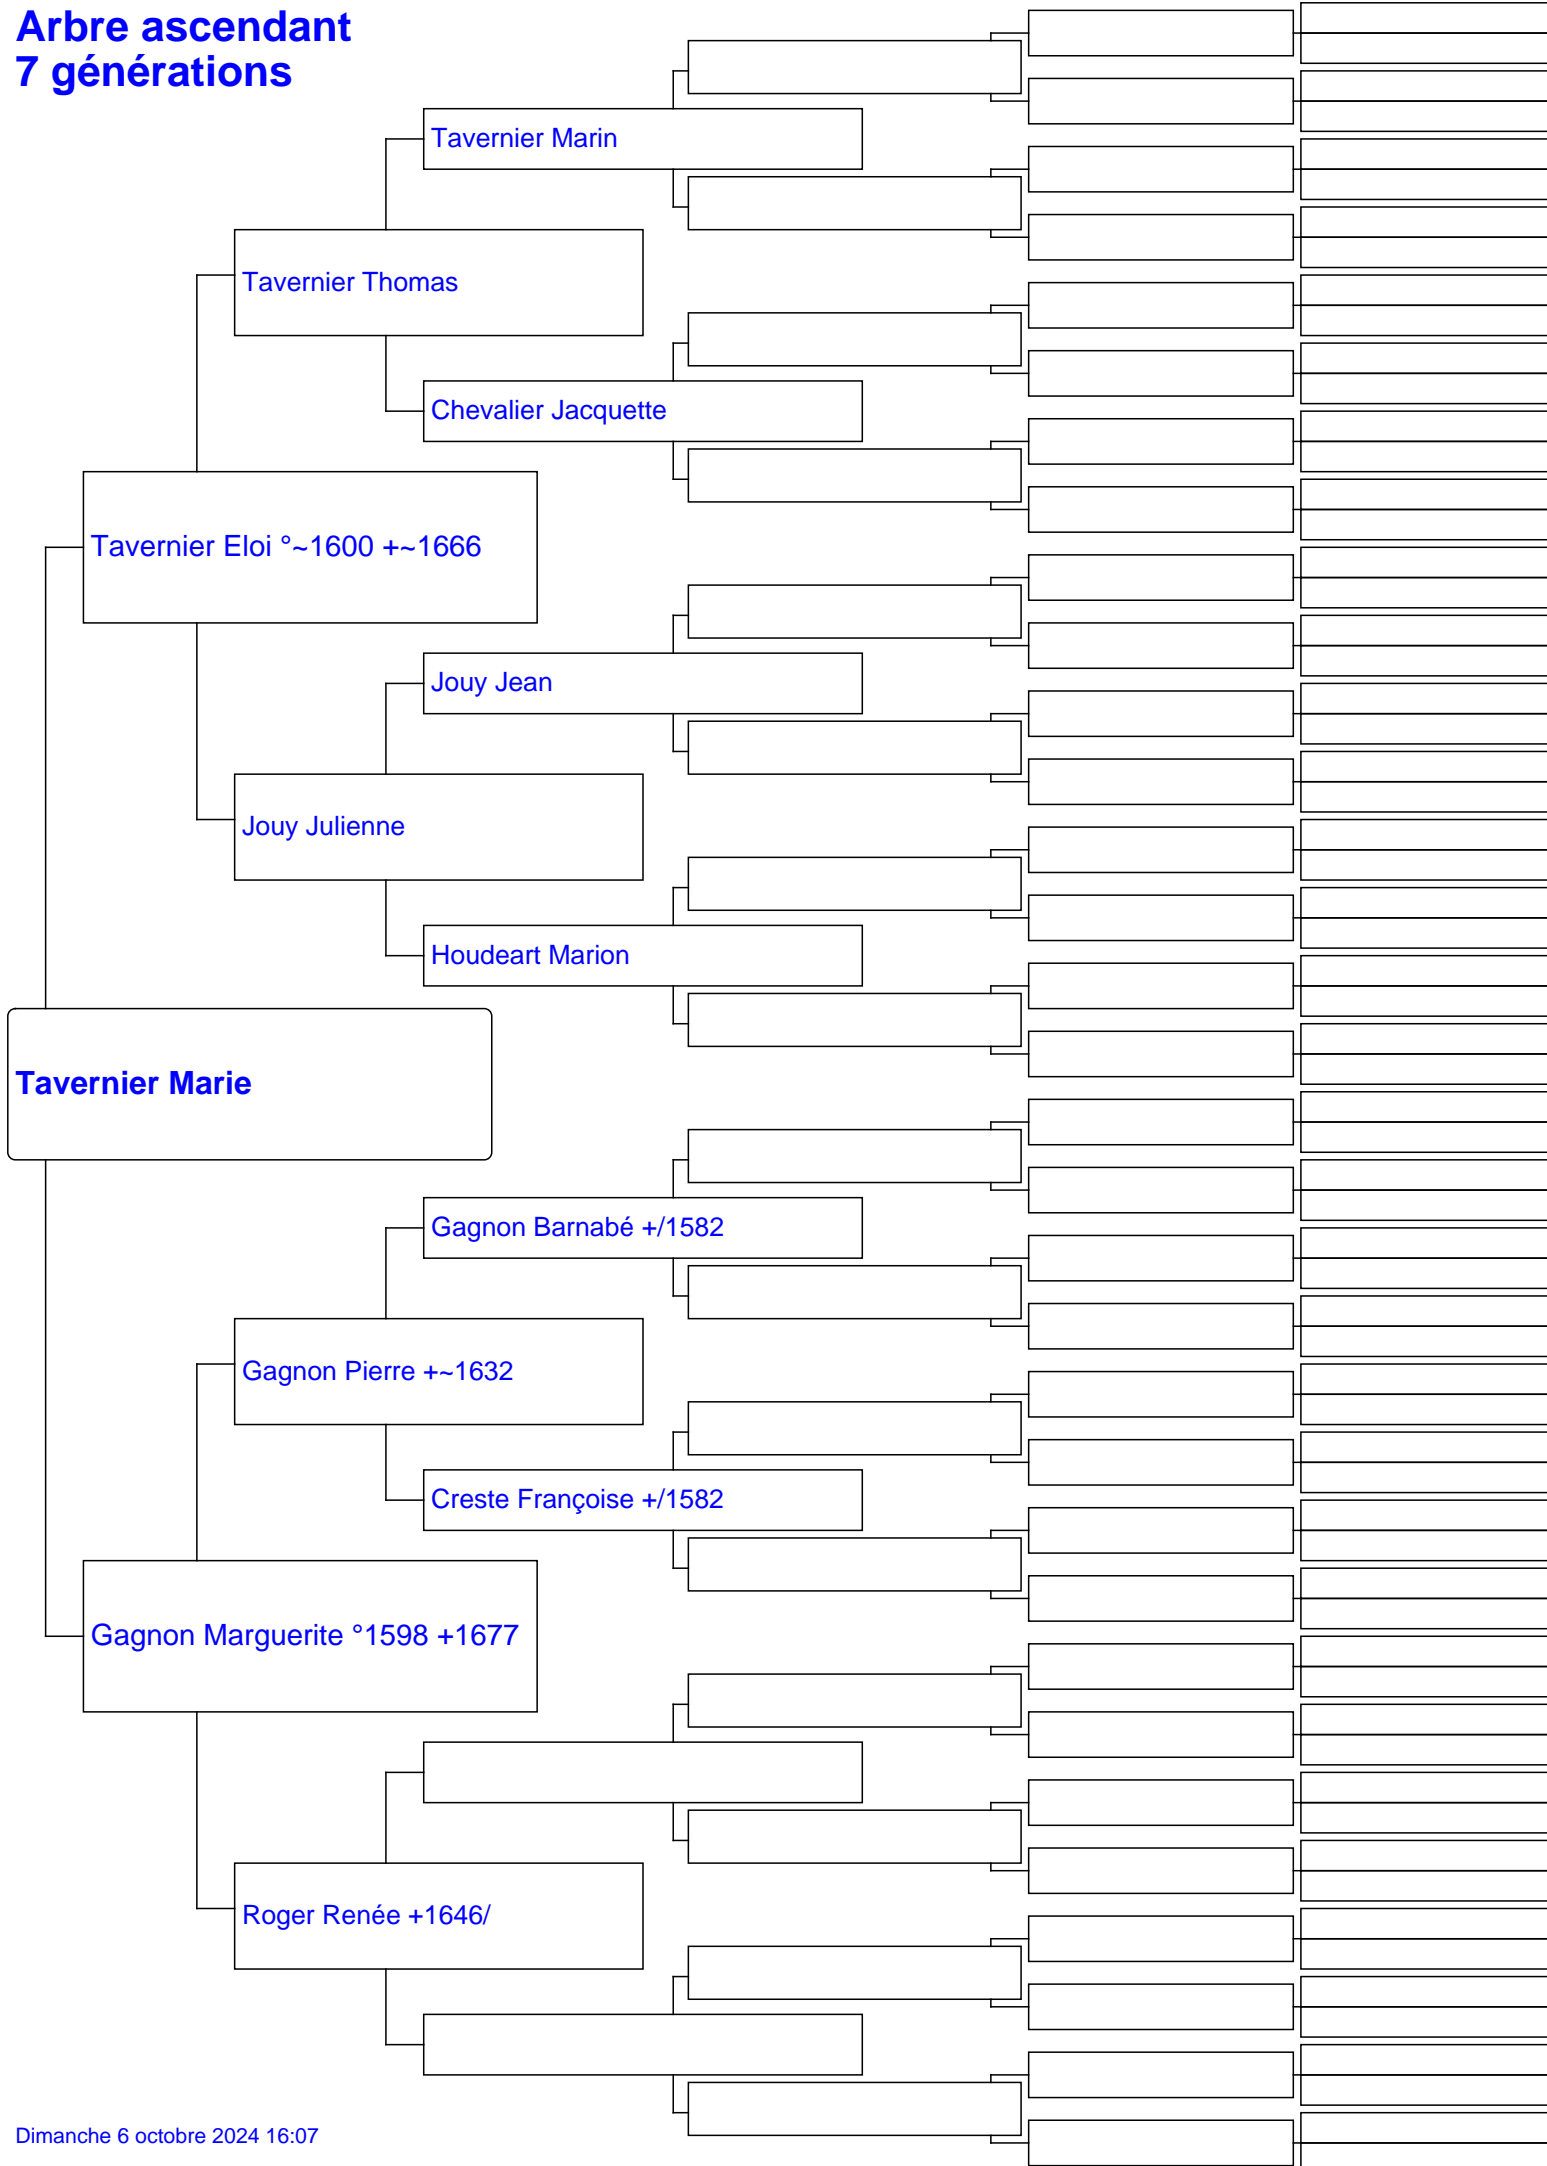 Arbre ascendant
7 générations
Tavernier Marin
Tavernier Thomas
Chevalier Jacquette
Tavernier Eloi °~1600 +~1666
Jouy Jean
Jouy Julienne
Houdeart Marion
Tavernier Marie
Gagnon Barnabé +/1582
Gagnon Pierre +~1632
Creste Françoise +/1582
Gagnon Marguerite °1598 +1677
Roger Renée +1646/
Dimanche 6 octobre 2024 16:07